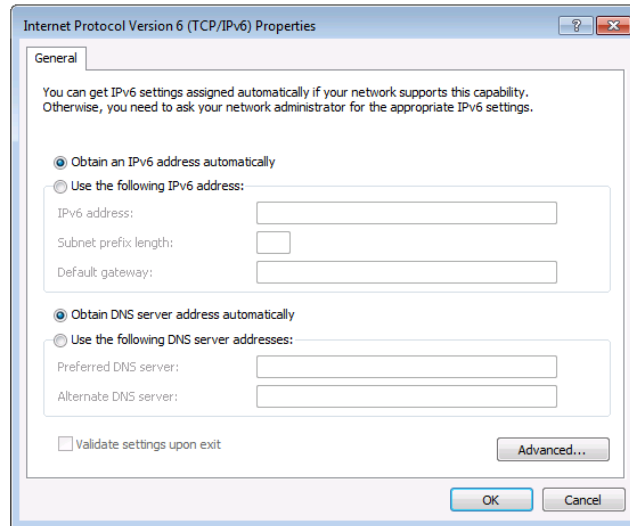 Internet Protocol Version 6 (TCP/IPv6) Properties
?
General
You can get IPv6 settings assigned automatically if your network supports this capability.
Otherwise, you need to ask your network administrator for the appropriate IPv6 settings.
Obtain an IPv6 address automatically
Use the following IPv6 address:
IPv6 address:
Subnet prefix length:
Default gateway:
Obtain DNS server address automatically
Use the following DNS server addresses:
Preferred DNS server:
Alternate DNS server:
Validate settings upon exit
Advanced...
OK Cancel